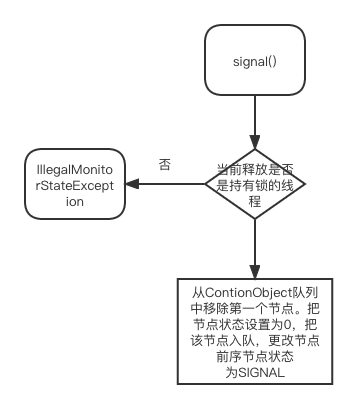 signal()
当前释放是否
是持有锁的线
程
否
IllegalMonito
rStateExcept
ion
从ContionObject队列
中移除第一个节点。把
节点状态设置为0，把
该节点入队，更改节点
前序节点状态
为SIGNAL